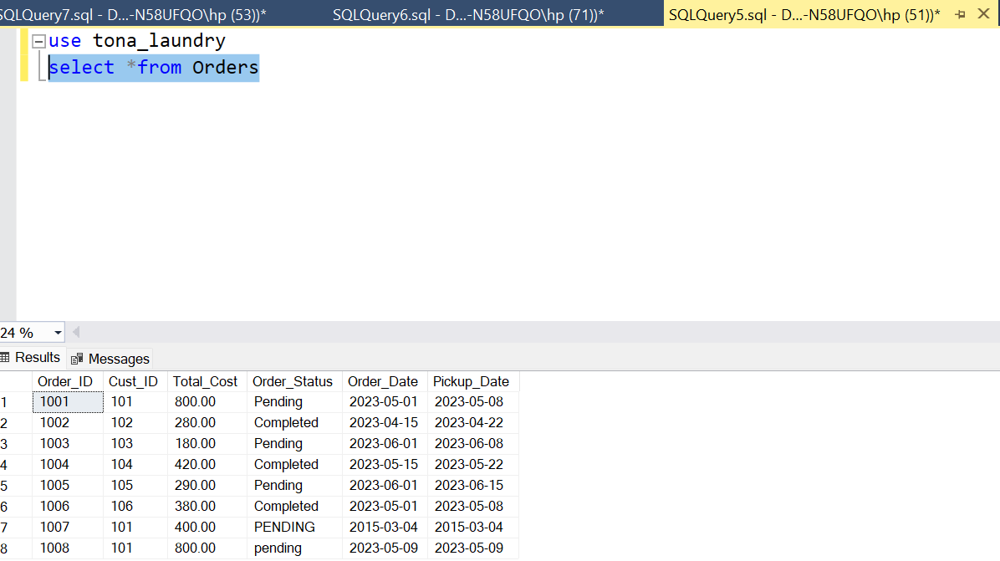 SQLQuery7.sql - D...-N58UFQO\hp (53))* SQLQuery6.sql - D...-N58UFQO\hp (71))* SQLQuery5.sql - D...-N58UFQO\hp (51))*
use tona_laundry
select *from Orders
24 %
Results Messages
Order_ID Cust_ID Total_Cost Order_Status Order_Date Pickup_Date
1 1001 101 800.00 Pending 2023-05-01 2023-05-08
2 1002 102 280.00 Completed 2023-04-15 2023-04-22
3 1003 103 180.00 Pending 2023-06-01 2023-06-08
4 1004 104 420.00 Completed 2023-05-15 2023-05-22
5 1005 105 290.00 Pending 2023-06-01 2023-06-15
6 1006 106 380.00 Completed 2023-05-01 2023-05-08
7 1007 101 400.00 PENDING 2015-03-04 2015-03-04
8 1008 101 800.00 pending 2023-05-09 2023-05-09